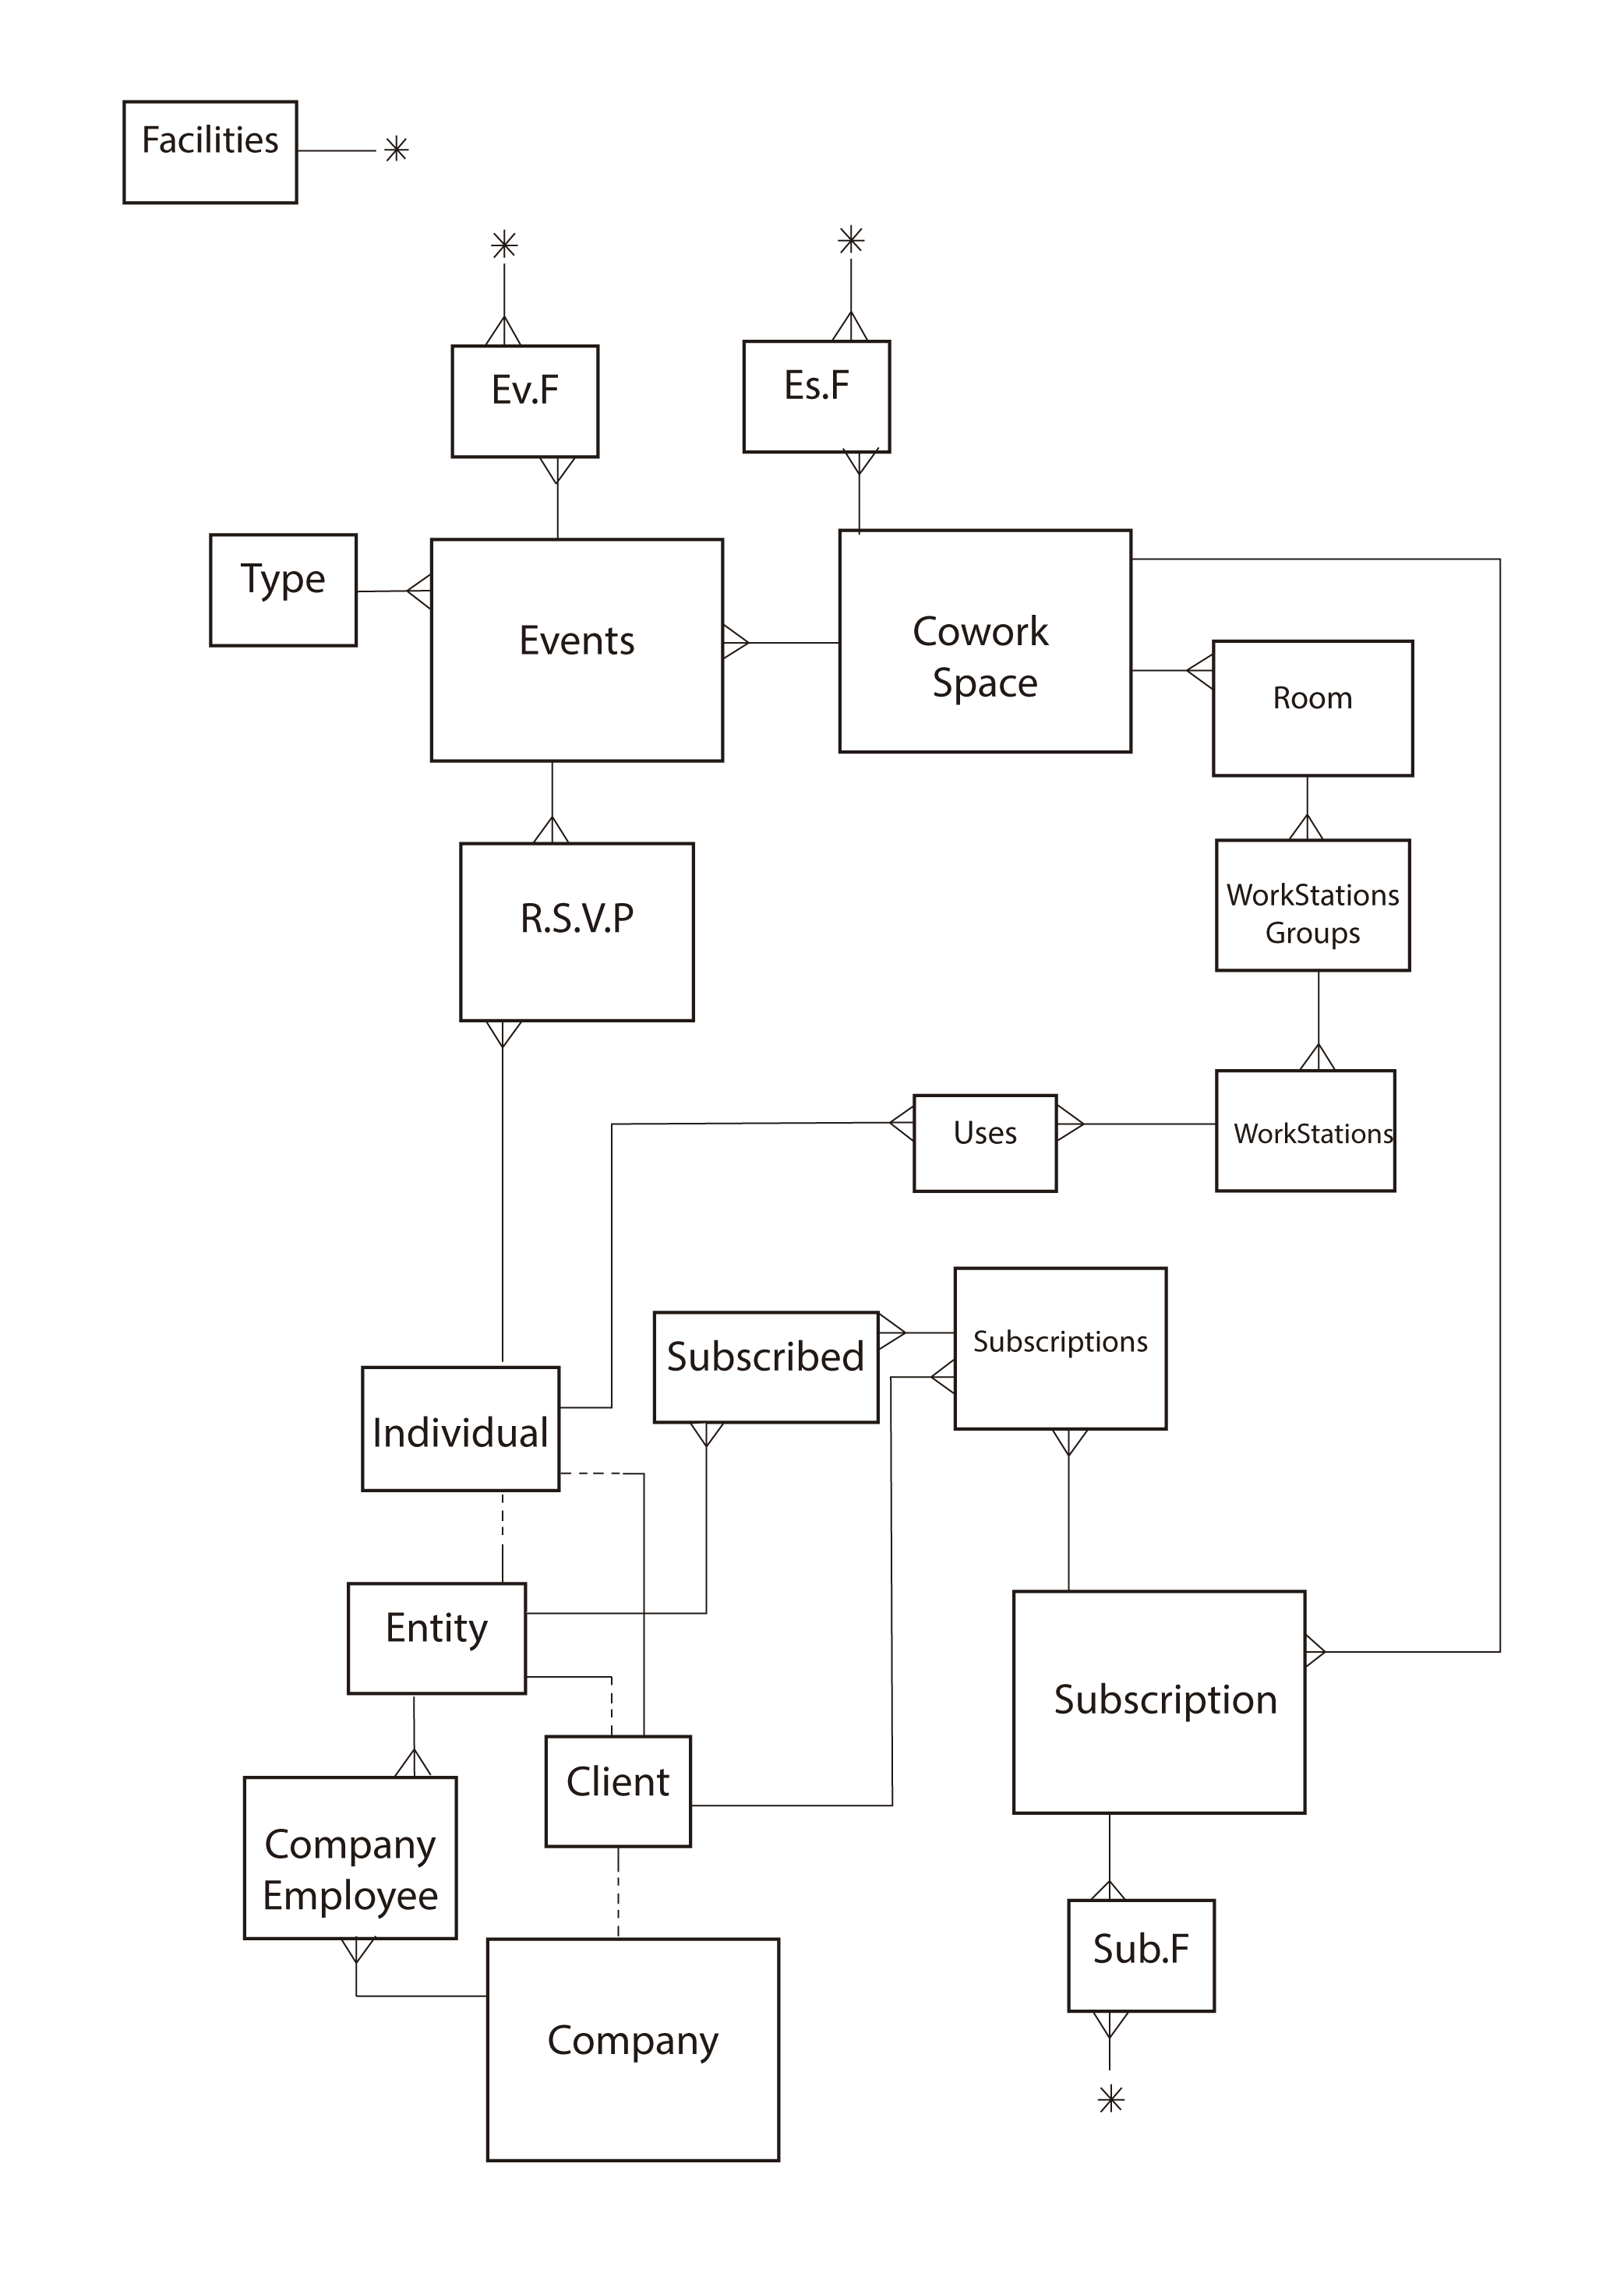 Facilities
Ev.F
Es.F
Type
Events
Cowork
Space
Room
R.S.V.P
WorkStations
Groups
Uses
WorkStations
Subscribed
Subscriptions
Individual
Entity
Subscription
Client
Company
Employee
Sub.F
Company